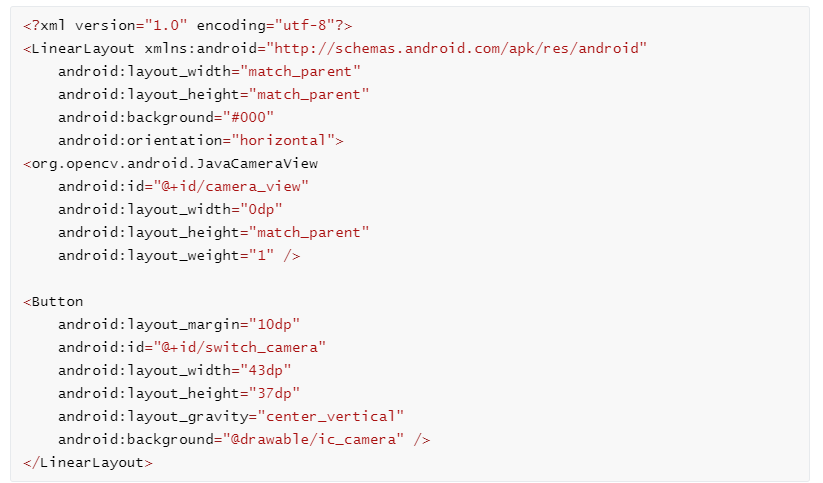 <?xml version="1.0" encoding="utf-8"?>
<LinearLayout xmlns:android="http://schemas.android.com/apk/res/android"
    android:layout_width="match_parent"
    android:layout_height="match_parent"
    android:background="#000"
    android:orientation="horizontal">
<org.opencv.android.JavaCameraView
    android:id="@+id/camera_view"
    android:layout_width="0dp"
    android:layout_height="match_parent"
    android:layout_weight="1" />

<Button
    android:layout_margin="10dp"
    android:id="@+id/switch_camera"
    android:layout_width="43dp"
    android:layout_height="37dp"
    android:layout_gravity="center_vertical"
    android:background="@drawable/ic_camera" />
</LinearLayout>